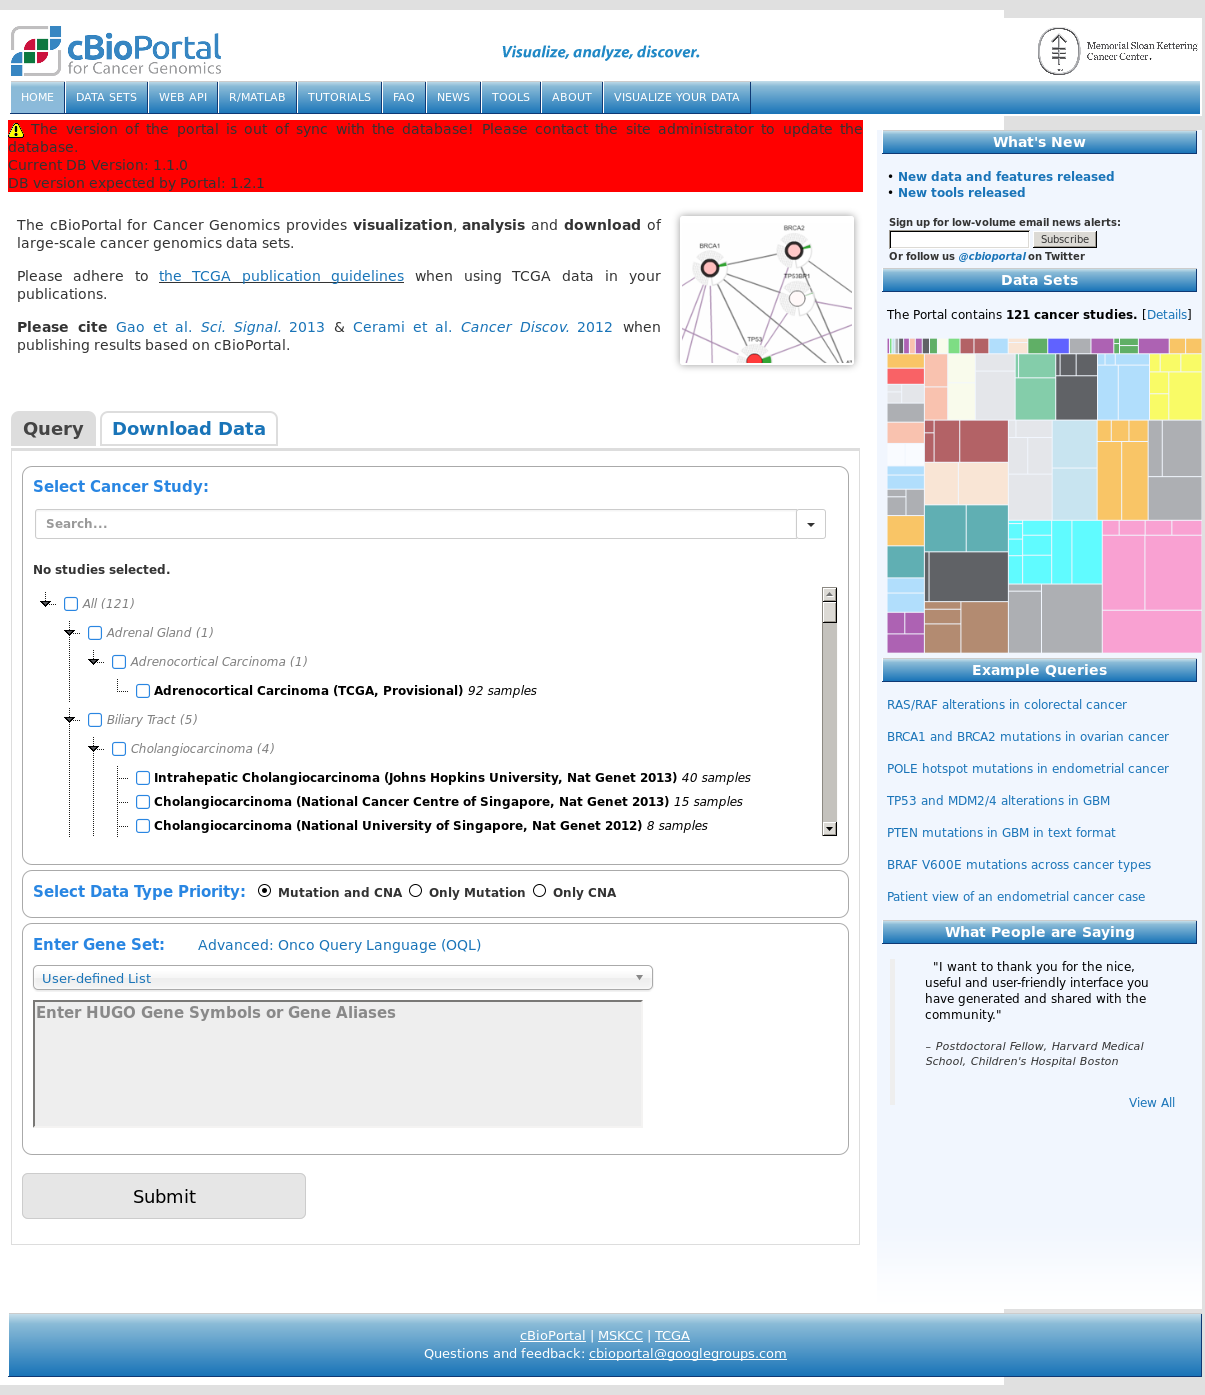 cBioPortal
for Cancer Genomics
Visualize, analyze, discover.
Memorial Sloan Kettering
Cancer Center.
HOME DATA SETS WEB API R/MATLAB TUTORIALS FAQ NEWS TOOLS ABOUT VISUALIZE YOUR DATA
The version of the portal is out of sync with the database! Please contact the site administrator to update the
database.
Current DB Version: 1.1.0
DB version expected by Portal: 1.2.1
The cBioPortal for Cancer Genomics provides visualization, analysis and download of
large-scale cancer genomics data sets.
Please adhere to the TCGA publication guidelines when using TCGA data in your
publications.
Please cite Gao et al. Sci. Signal. 2013 & Cerami et al. Cancer Discov. 2012 when
publishing results based on cBioPortal.
BRCA1
BRCA2
TP53BP1
TP53
Query
Download Data
Select Cancer Study:
Search...
No studies selected.
All (121)
Adrenal Gland (1)
Adrenocortical Carcinoma (1)
Adrenocortical Carcinoma (TCGA, Provisional) 92 samples
Biliary Tract (5)
Cholangiocarcinoma (4)
Intrahepatic Cholangiocarcinoma (Johns Hopkins University, Nat Genet 2013) 40 samples
Cholangiocarcinoma (National Cancer Centre of Singapore, Nat Genet 2013) 15 samples
Cholangiocarcinoma (National University of Singapore, Nat Genet 2012) 8 samples
Select Data Type Priority: Mutation and CNA Only Mutation Only CNA
Enter Gene Set: Advanced: Onco Query Language (OQL)
User-defined List
Enter HUGO Gene Symbols or Gene Aliases
Submit
What's New
• New data and features released
• New tools released
Sign up for low-volume email news alerts:
Subscribe
Or follow us @cbioportal on Twitter
Data Sets
The Portal contains 121 cancer studies. [Details]
Example Queries
RAS/RAF alterations in colorectal cancer
BRCA1 and BRCA2 mutations in ovarian cancer
POLE hotspot mutations in endometrial cancer
TP53 and MDM2/4 alterations in GBM
PTEN mutations in GBM in text format
BRAF V600E mutations across cancer types
Patient view of an endometrial cancer case
What People are Saying
"I want to thank you for the nice,
useful and user-friendly interface you
have generated and shared with the
community."
– Postdoctoral Fellow, Harvard Medical
School, Children's Hospital Boston
View All
cBioPortal | MSKCC | TCGA
Questions and feedback: cbioportal@googlegroups.com